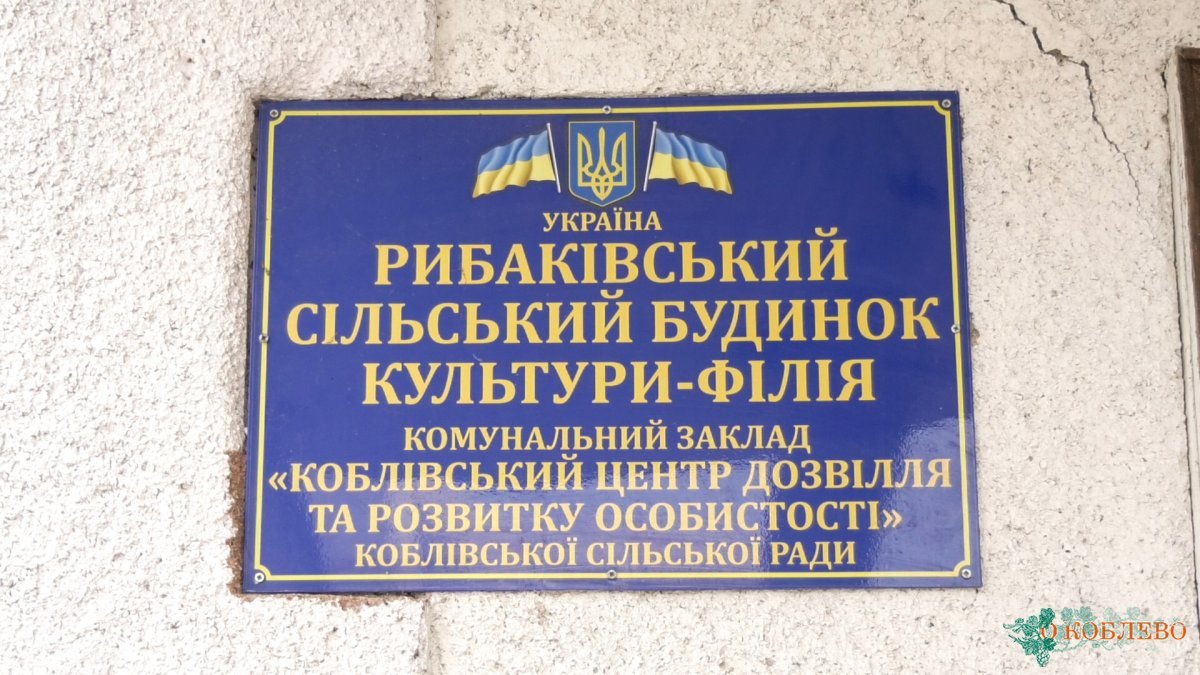 УКРАЇНА
РИБАКІВСЬКИЙ
СІЛЬСЬКИЙ БУДИНОК
КУЛЬТУРИ-ФІЛІЯ
КОМУНАЛЬНИЙ ЗАКЛАД
«КОБЛІВСЬКИЙ ЦЕНТР ДОЗВІЛЛЯ
ТА РОЗВИТКУ ОСОБИСТОСТІ»
КОБЛІВСЬКОЇ СІЛЬСЬКОЇ РАДИ
О КОБЛЕВО